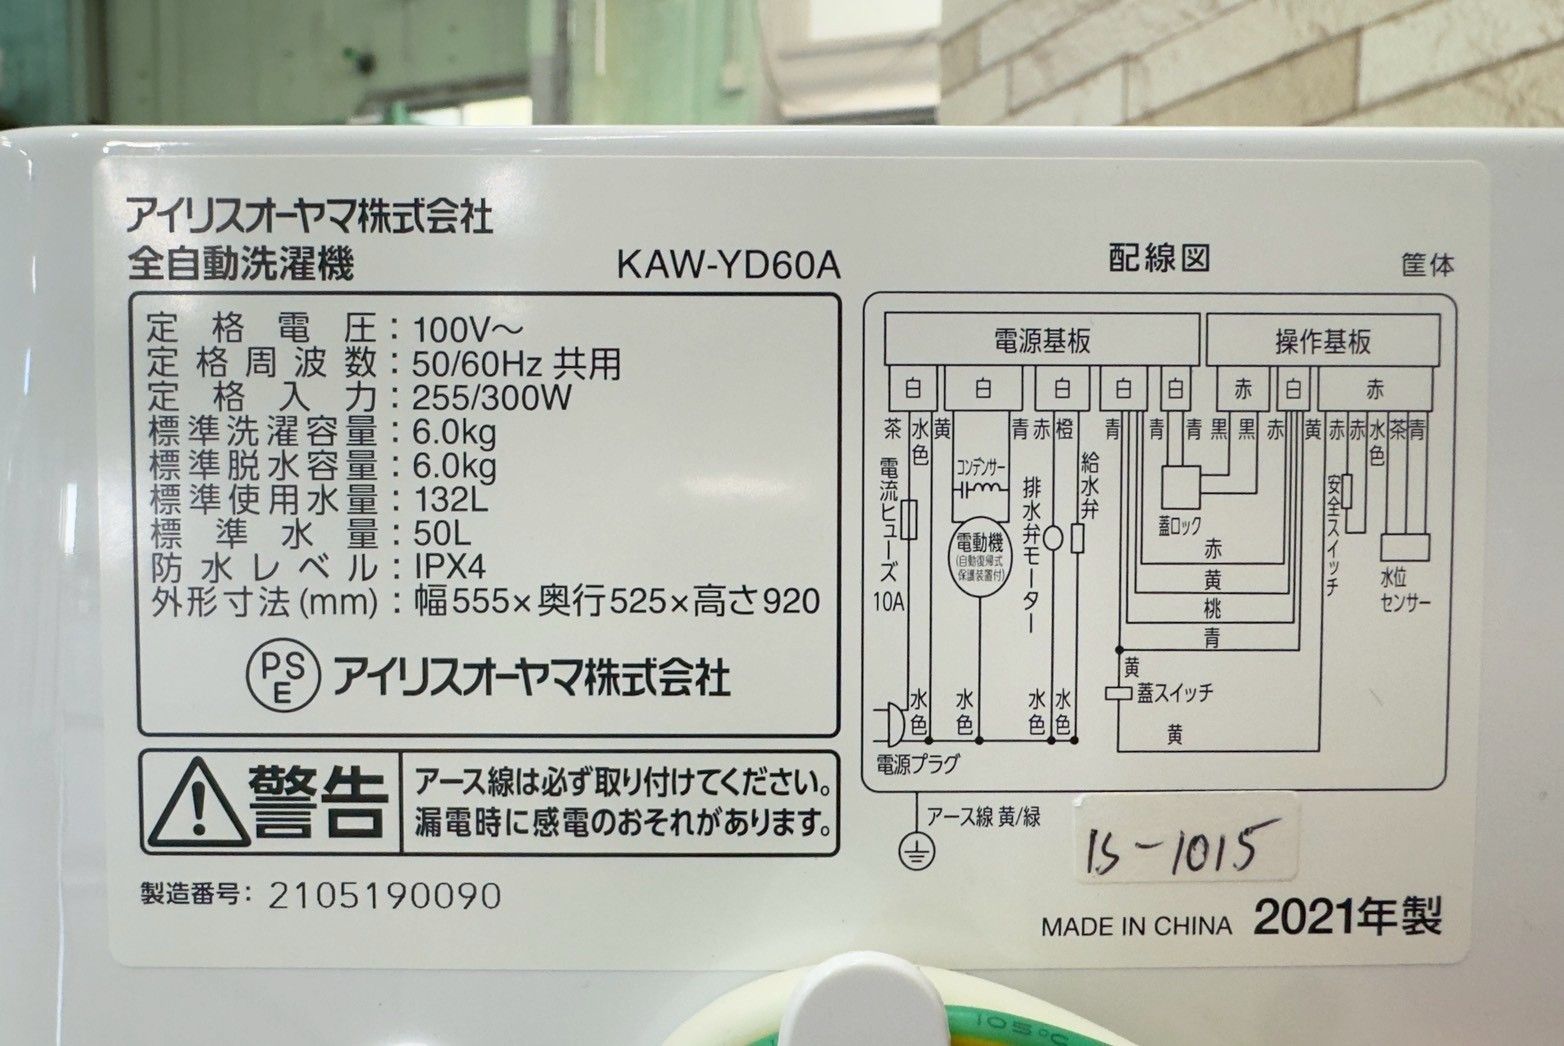 アイリスオーヤマ株式会社
全自動洗濯機 KAW-YD60A
定格電圧：100V～
定格周波数：50/60Hz 共用
定格入力：255/300W
標準洗濯容量：6.0kg
標準脱水容量：6.0kg
標準使用水量：132L
標準水量：50L
防水レベル：IPX4
外形寸法(mm)：幅555×奥行525×高さ920
PSE アイリスオーヤマ株式会社
警告
アース線は必ず取り付けてください。
漏電時に感電のおそれがあります。
製造番号：2105190090
配線図 筐体
電源基板 操作基板
白 白 白 白 白 赤 白 赤
茶 水色 黄 青 赤 橙 青 青 青 黒 黒 赤 黄 赤 赤 水色 茶 青
電流ヒューズ
10A
コンデンサー
電動機
(自動復帰式
保護装置付)
排水弁モーター
給水弁
蓋ロック
安全スイッチ
水位
センサー
赤
黄
桃
青
黄
蓋スイッチ
黄
水色 水色 水色 水色
電源プラグ
アース線 黄/緑
IS-1015
MADE IN CHINA 2021年製
105℃